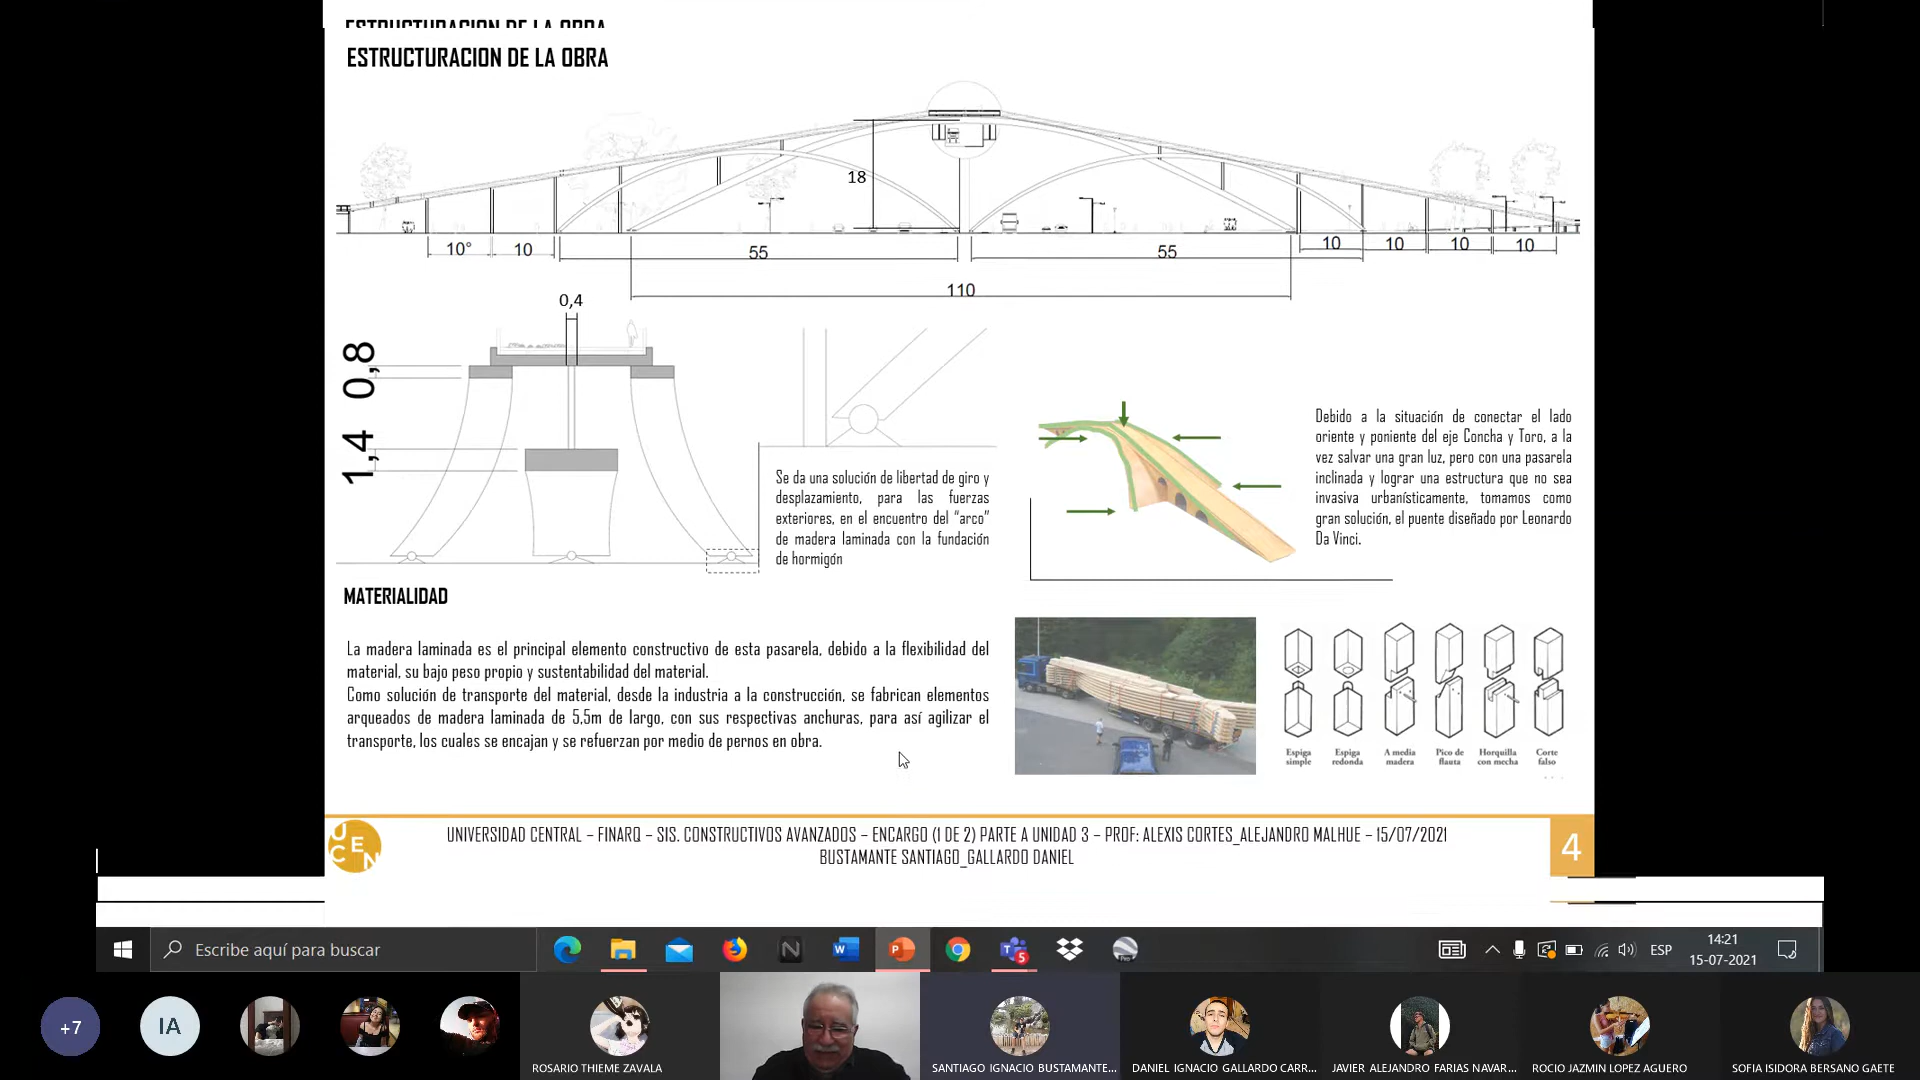 ESTRUCTURACION DE LA OBRA
ESTRUCTURACION DE LA OBRA
18
10°
10
55
55
10
10
10
10
110
0,4
0,8
1,4
Se da una solución de libertad de giro y
desplazamiento, para las fuerzas
exteriores, en el encuentro del “arco”
de madera laminada con la fundación
de hormigón
Debido a la situación de conectar el lado
oriente y poniente del eje Concha y Toro, a la
vez salvar una gran luz, pero con una pasarela
inclinada y lograr una estructura que no sea
invasiva urbanísticamente, tomamos como
gran solución, el puente diseñado por Leonardo
Da Vinci.
MATERIALIDAD
La madera laminada es el principal elemento constructivo de esta pasarela, debido a la flexibilidad del
material, su bajo peso propio y sustentabilidad del material.
Como solución de transporte del material, desde la industria a la construcción, se fabrican elementos
arqueados de madera laminada de 5,5m de largo, con sus respectivas anchuras, para así agilizar el
transporte, los cuales se encajan y se refuerzan por medio de pernos en obra.
Espiga simple
Espiga redonda
A media madera
Pico de flauta
Horquilla con mecha
Corte falso
UCEN
UNIVERSIDAD CENTRAL – FINARQ – SIS. CONSTRUCTIVOS AVANZADOS – ENCARGO (1 DE 2) PARTE A UNIDAD 3 – PROF: ALEXIS CORTES_ALEJANDRO MALHUE – 15/07/2021
BUSTAMANTE SANTIAGO_GALLARDO DANIEL
4
Escribe aquí para buscar
5
ESP
14:21
15-07-2021
+7
IA
ROSARIO THIEME ZAVALA
SANTIAGO IGNACIO BUSTAMANTE...
DANIEL IGNACIO GALLARDO CARR...
JAVIER ALEJANDRO FARIAS NAVAR...
ROCIO JAZMIN LOPEZ AGUERO
SOFIA ISIDORA BERSANO GAETE